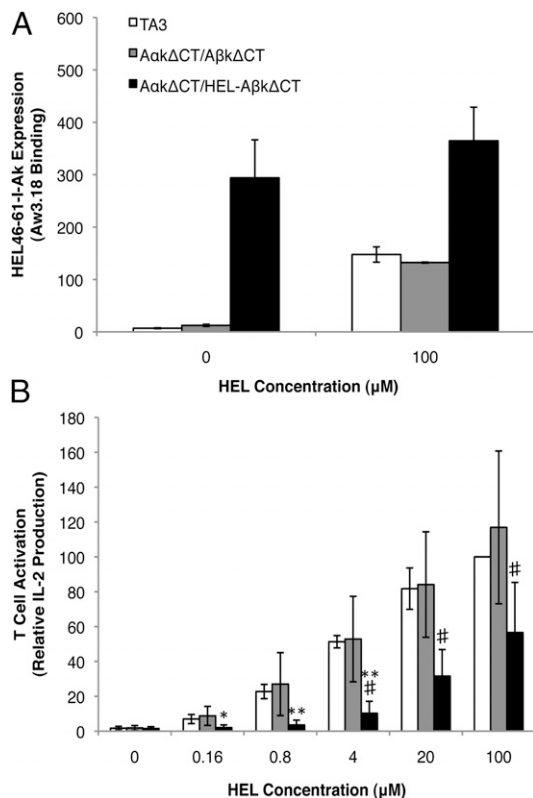 A
HEL46-61-I-Ak Expression
(Aw3.18 Binding)
600
500
400
300
200
100
0
TA3
AαkΔCT/AβkΔCT
AαkΔCT/HEL-AβkΔCT
0 100
HEL Concentration (μM)
B
T Cell Activation
(Relative IL-2 Production)
180
160
140
120
100
80
60
40
20
0
*
**
**
#
#
#
0 0.16 0.8 4 20 100
HEL Concentration (μM)